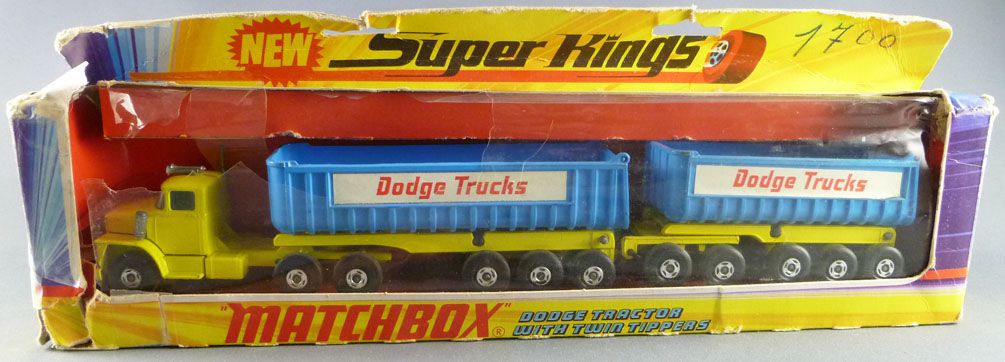 NEW
Super Kings
1700
Dodge Trucks
Dodge Trucks
"MATCHBOX"®
DODGE TRACTOR
WITH TWIN TIPPERS